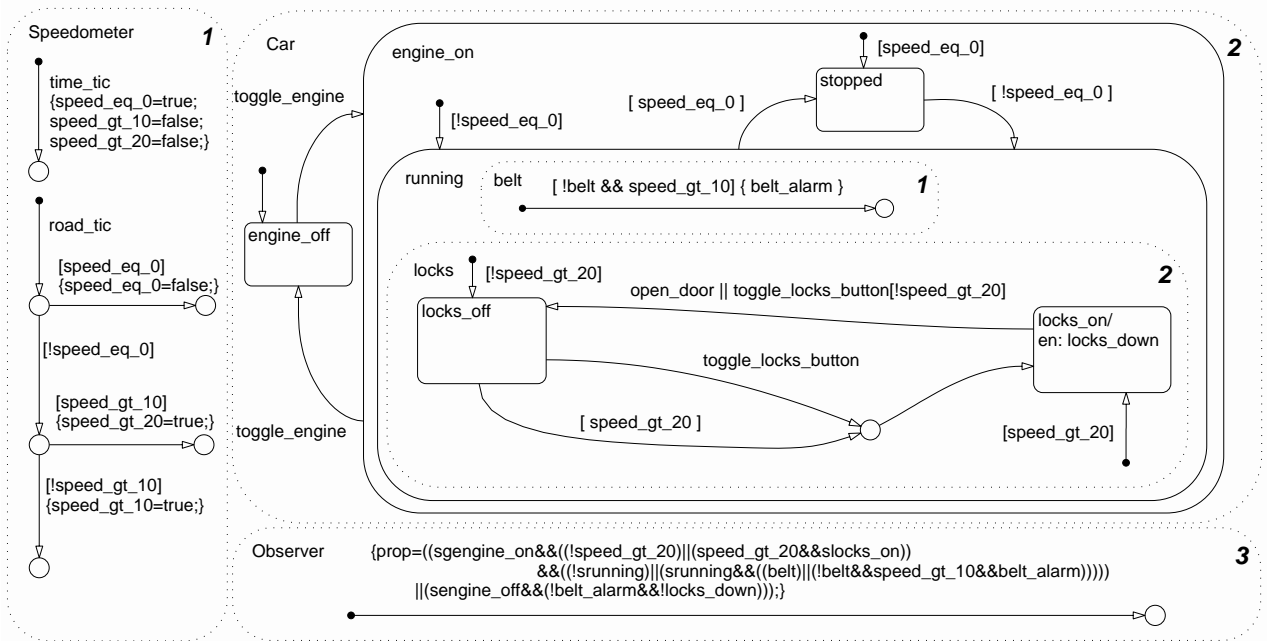 Speedometer
1
time_tic
{speed_eq_0=true;
speed_gt_10=false;
speed_gt_20=false;}
road_tic
[speed_eq_0]
{speed_eq_0=false;}
[!speed_eq_0]
[speed_gt_10]
{speed_gt_20=true;}
[!speed_gt_10]
{speed_gt_10=true;}
Car
2
toggle_engine
engine_off
toggle_engine
engine_on
[speed_eq_0]
stopped
[ speed_eq_0 ]
[ !speed_eq_0 ]
[!speed_eq_0]
running
belt
[ !belt && speed_gt_10] { belt_alarm }
1
locks
[!speed_gt_20]
2
open_door || toggle_locks_button[!speed_gt_20]
locks_off
locks_on/
en: locks_down
toggle_locks_button
[ speed_gt_20 ]
[speed_gt_20]
Observer
3
{prop=((sgengine_on&&((!speed_gt_20)||(speed_gt_20&&slocks_on))
&&((!srunning)||(srunning&&((belt)||(!belt&&speed_gt_10&&belt_alarm)))))
||(sengine_off&&(!belt_alarm&&!locks_down)));}